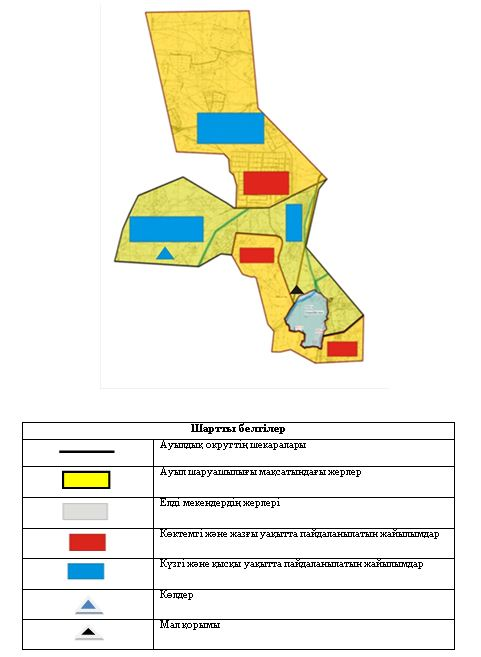 Шартты белгілер
Ауылдық округтің шекаралары
Ауыл шаруашылығы мақсатындағы жерлер
Елді мекендердің жерлері
Көктемгі және жазғы уақытта пайдаланылатын жайылымдар
Күзгі және қысқы уақытта пайдаланылатын жайылымдар
Көлдер
Мал қорымы